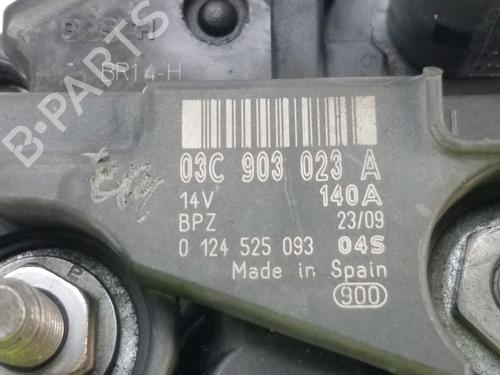 BOSCH
BR14-H
B-PARTS
03C 903 023 A
14V 140A
BPZ 23/09
0 124 525 093 04S
Made in Spain
900
P